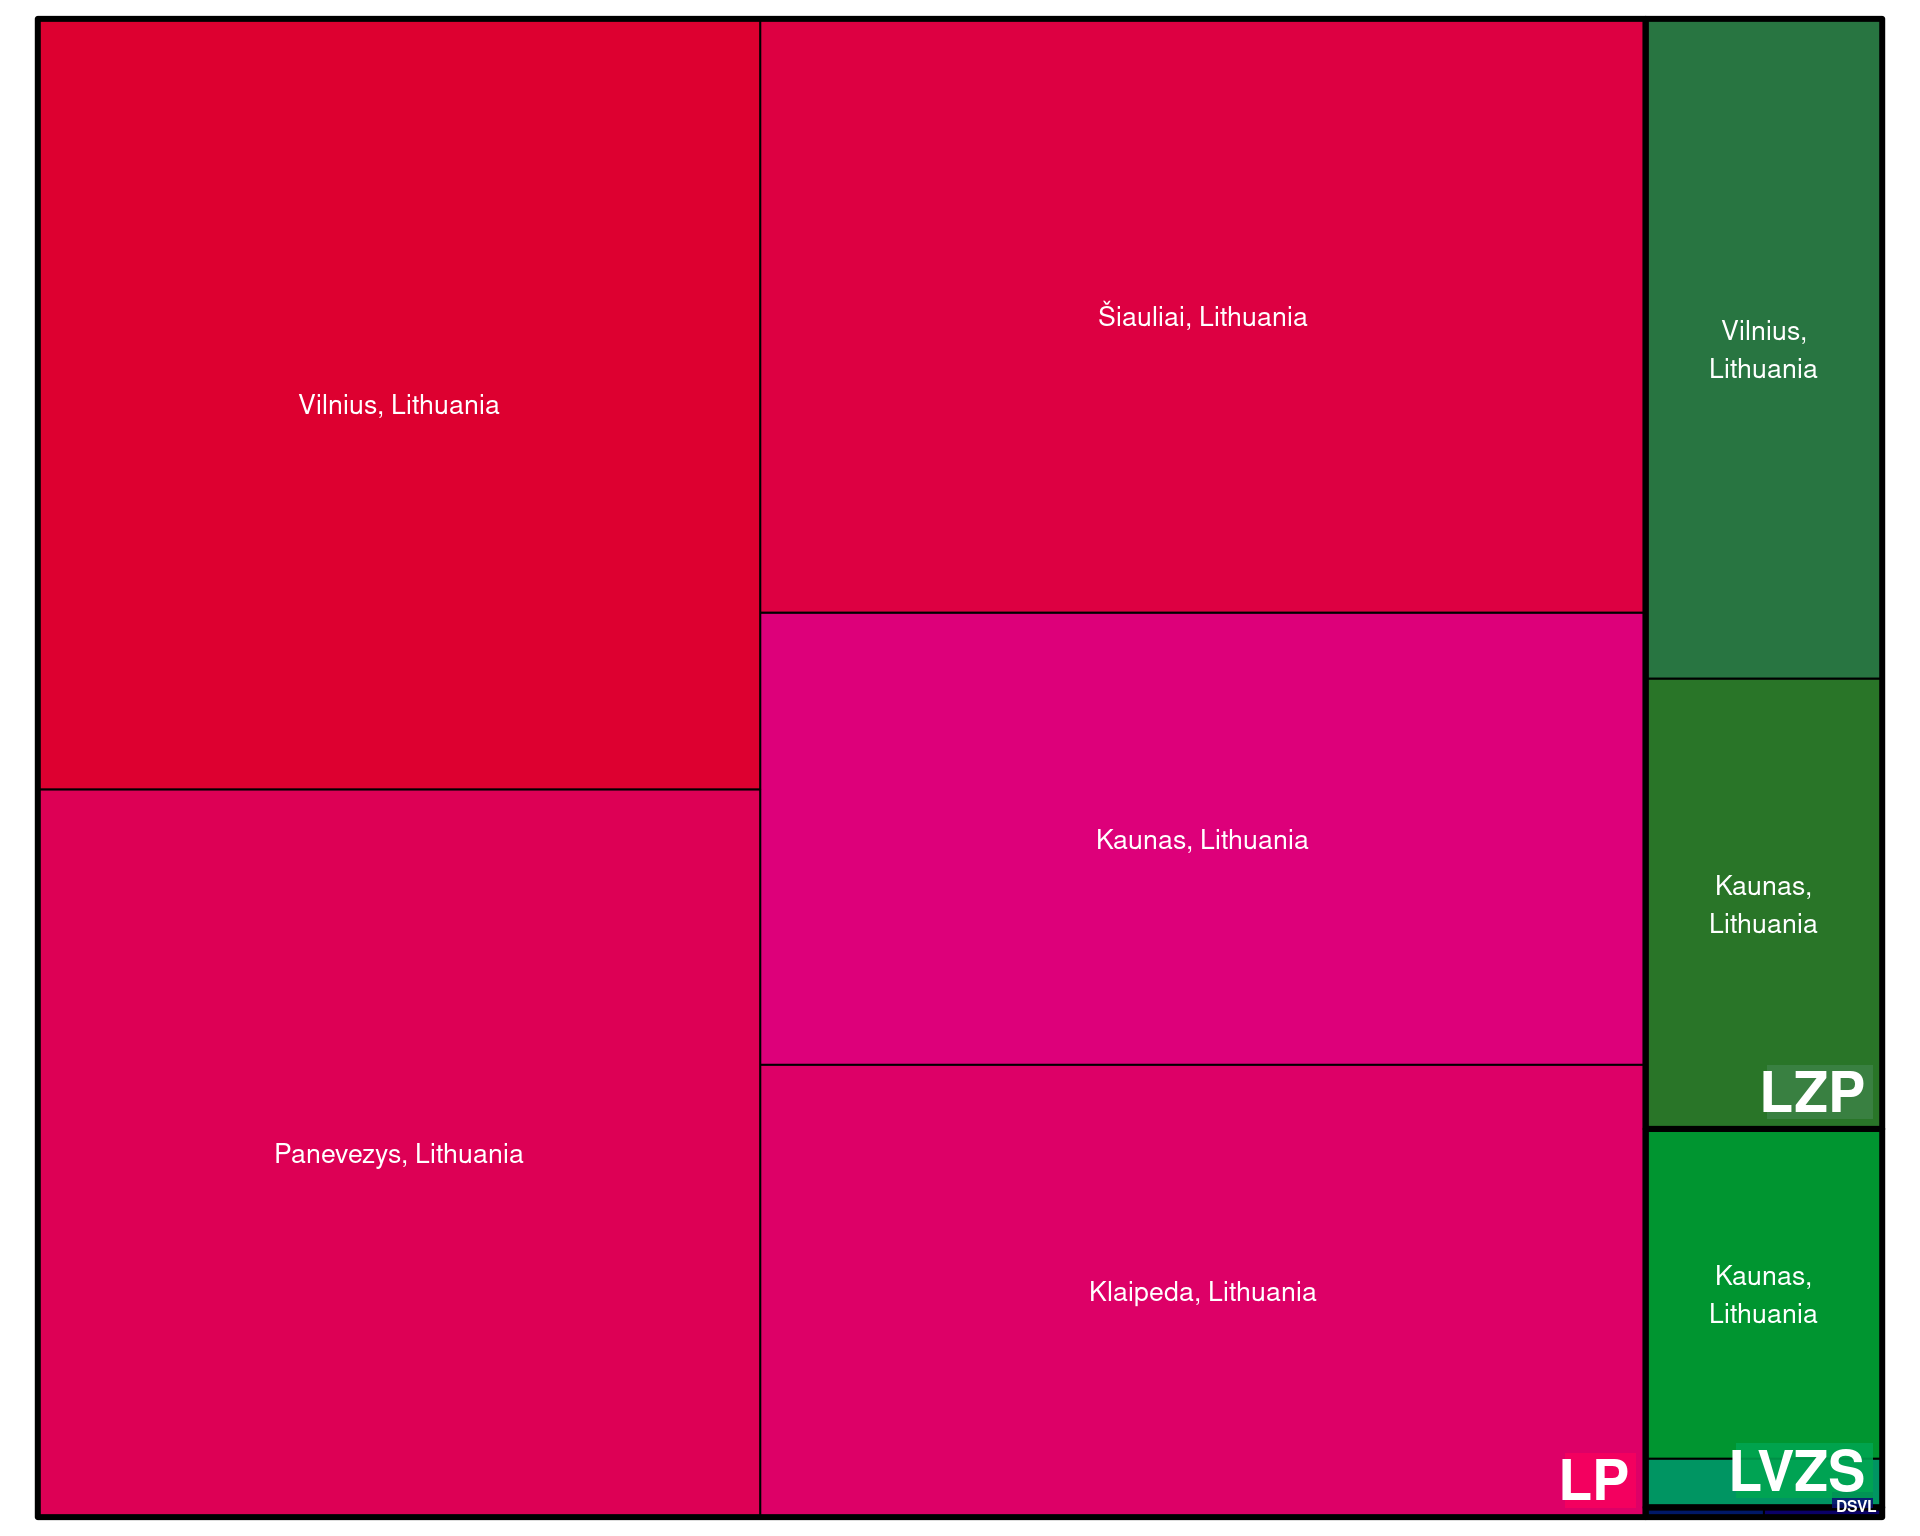 Vilnius, Lithuania
Panevezys, Lithuania
Šiauliai, Lithuania
Kaunas, Lithuania
Klaipeda, Lithuania
LP
Vilnius,
Lithuania
Kaunas,
Lithuania
LZP
Kaunas,
Lithuania
LVZS
DSVL